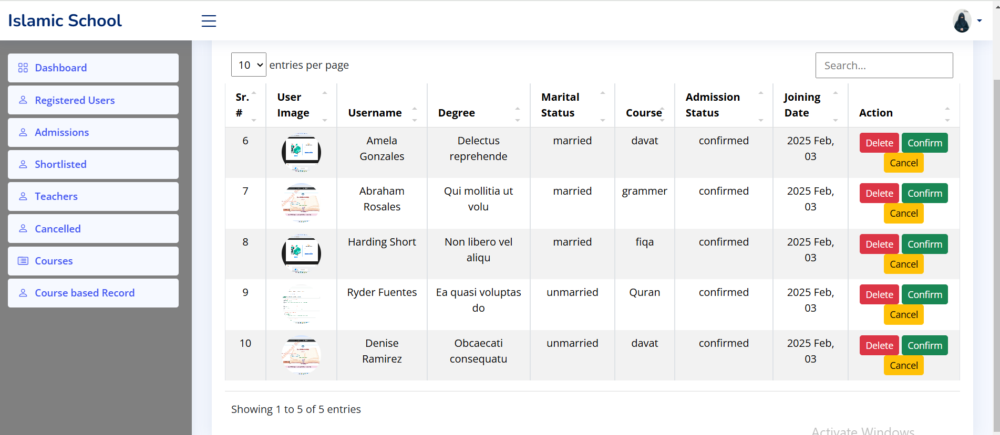 Islamic School
Dashboard
Registered Users
Admissions
Shortlisted
Teachers
Cancelled
Courses
Course based Record
10 entries per page
Search...
Sr. # User Image Username Degree Marital Status Course Admission Status Joining Date Action
6 Amela Gonzales Delectus reprehende married davat confirmed 2025 Feb, 03 Delete Confirm Cancel
7 Abraham Rosales Qui mollitia ut volu married grammer confirmed 2025 Feb, 03 Delete Confirm Cancel
8 Harding Short Non libero vel aliqu married fiqa confirmed 2025 Feb, 03 Delete Confirm Cancel
9 Ryder Fuentes Ea quasi voluptas do unmarried Quran confirmed 2025 Feb, 03 Delete Confirm Cancel
10 Denise Ramirez Obcaecati consequatu unmarried davat confirmed 2025 Feb, 03 Delete Confirm Cancel
Showing 1 to 5 of 5 entries
Activate Windows